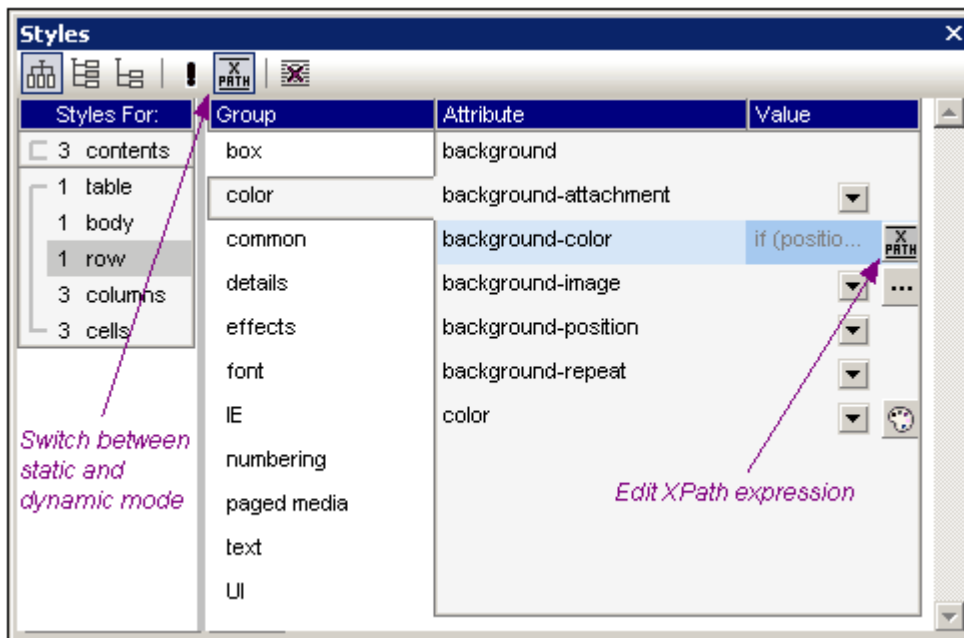 Styles
X
PATH
Styles For: Group Attribute Value
3 contents box background
1 table color background-attachment
1 body common background-color if (positio... X PATH
1 row details background-image ...
3 columns effects background-position
3 cells font background-repeat
IE color
Switch between
static and
dynamic mode
numbering
paged media
text
UI
Edit XPath expression